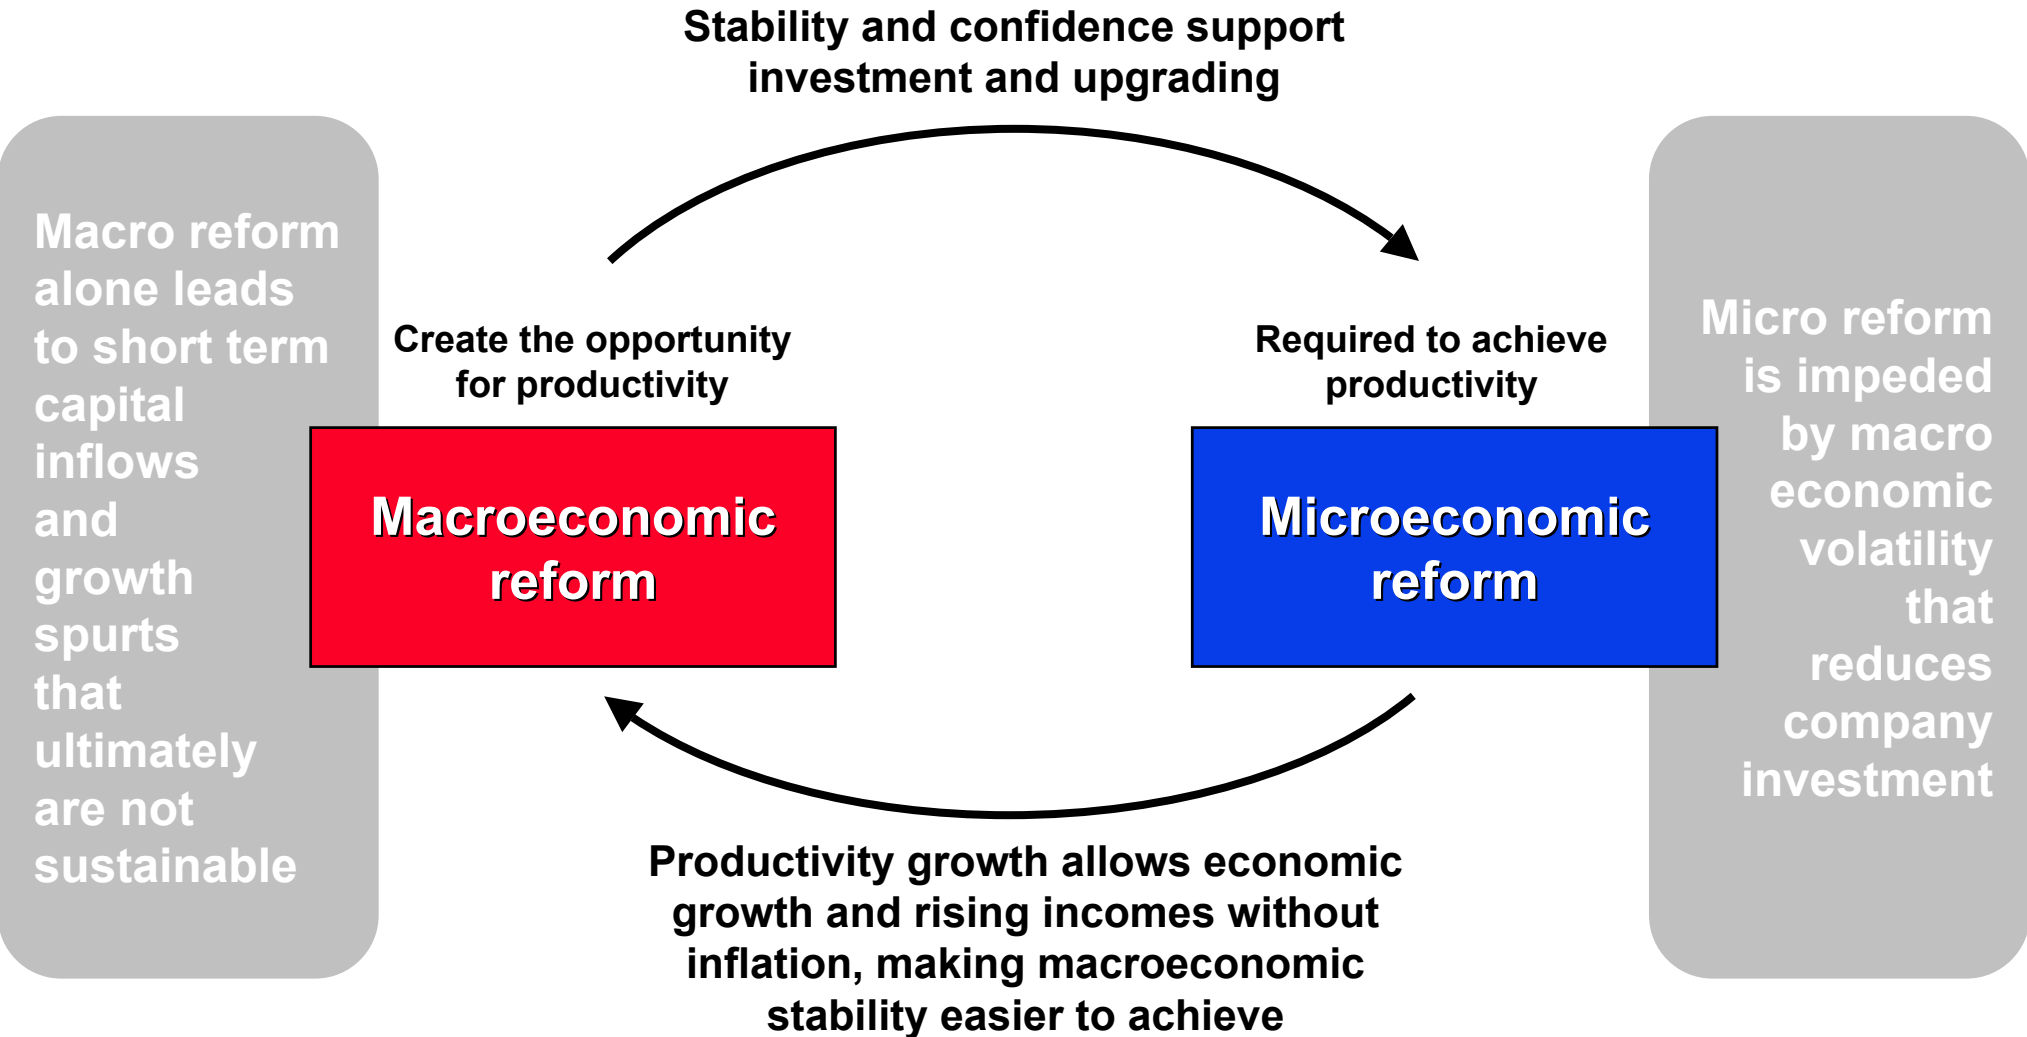 Stability and confidence support
investment and upgrading
Macro reform
alone leads
to short term
capital
inflows
and
growth
spurts
that
ultimately
are not
sustainable
Create the opportunity
for productivity
Macroeconomic
reform
Required to achieve
productivity
Microeconomic
reform
Micro reform
is impeded
by macro
economic
volatility
that
reduces
company
investment
Productivity growth allows economic
growth and rising incomes without
inflation, making macroeconomic
stability easier to achieve